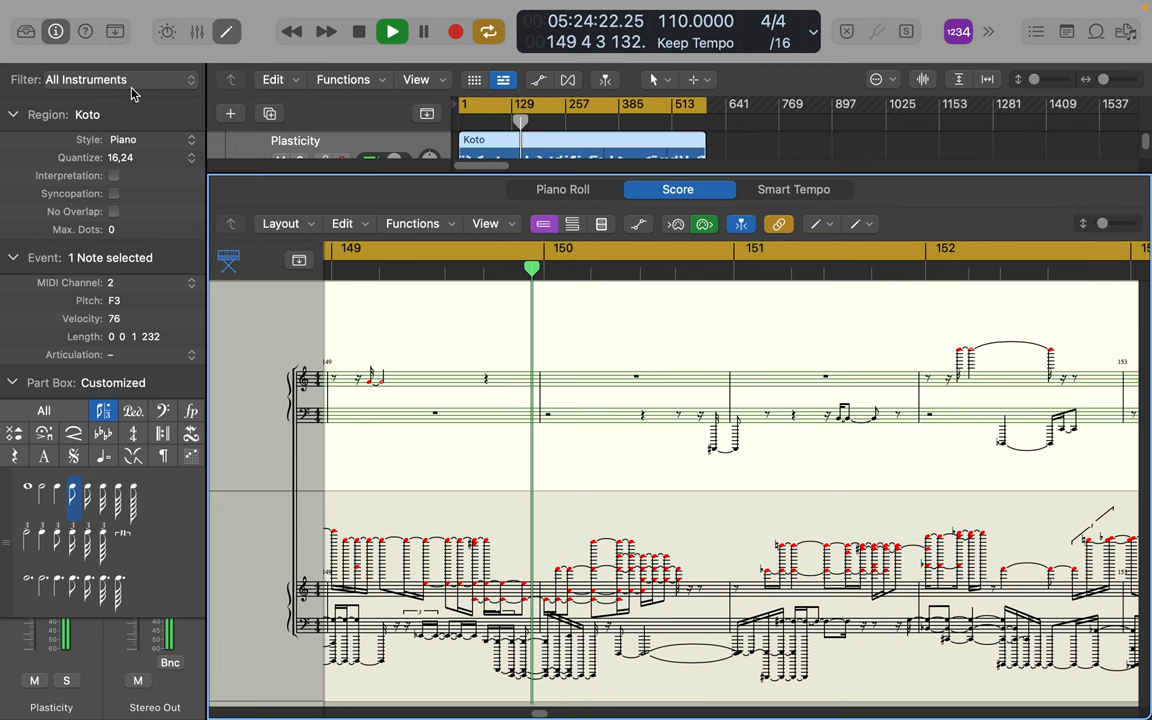 05:24:22.25 110.0000 4/4
149 4 3 132. Keep Tempo /16
1234
Filter: All Instruments
Edit Functions View
Region: Koto
1 129 257 385 513 641 769 897 1025 1153 1281 1409 1537
Style: Piano
Koto
Plasticity
Quantize: 16,24
Interpretation:
Syncopation:
Piano Roll Score Smart Tempo
No Overlap:
Max. Dots: 0
Layout Edit Functions View
Event: 1 Note selected
149 150 151 152
MIDI Channel: 2
Pitch: F3
Velocity: 76
Length: 0 0 1 232
Articulation: –
149 153
Part Box: Customized
All
Bnc
M S M
Plasticity Stereo Out